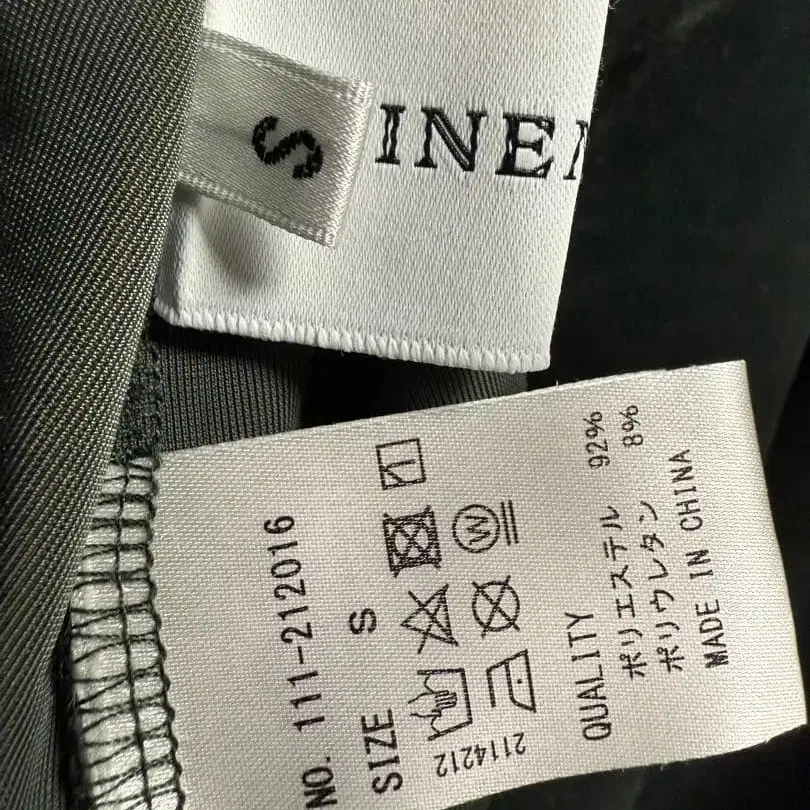 S
INE
NO. 111-212016
SIZE S
W
2114212
QUALITY
ポリエステル 92%
ポリウレタン 8%
MADE IN CHINA